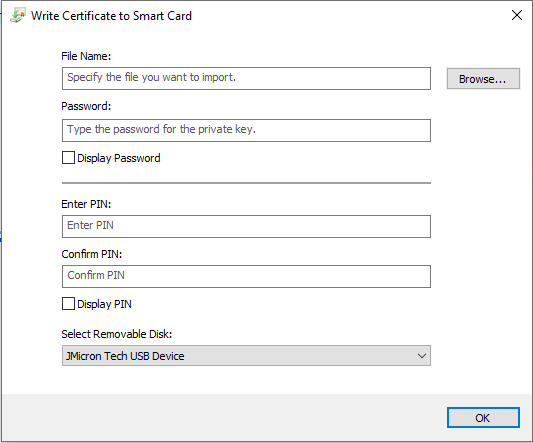 Write Certificate to Smart Card
File Name:
Specify the file you want to import.
Browse...
Password:
Type the password for the private key.
Display Password
Enter PIN:
Enter PIN
Confirm PIN:
Confirm PIN
Display PIN
Select Removable Disk:
JMicron Tech USB Device
OK